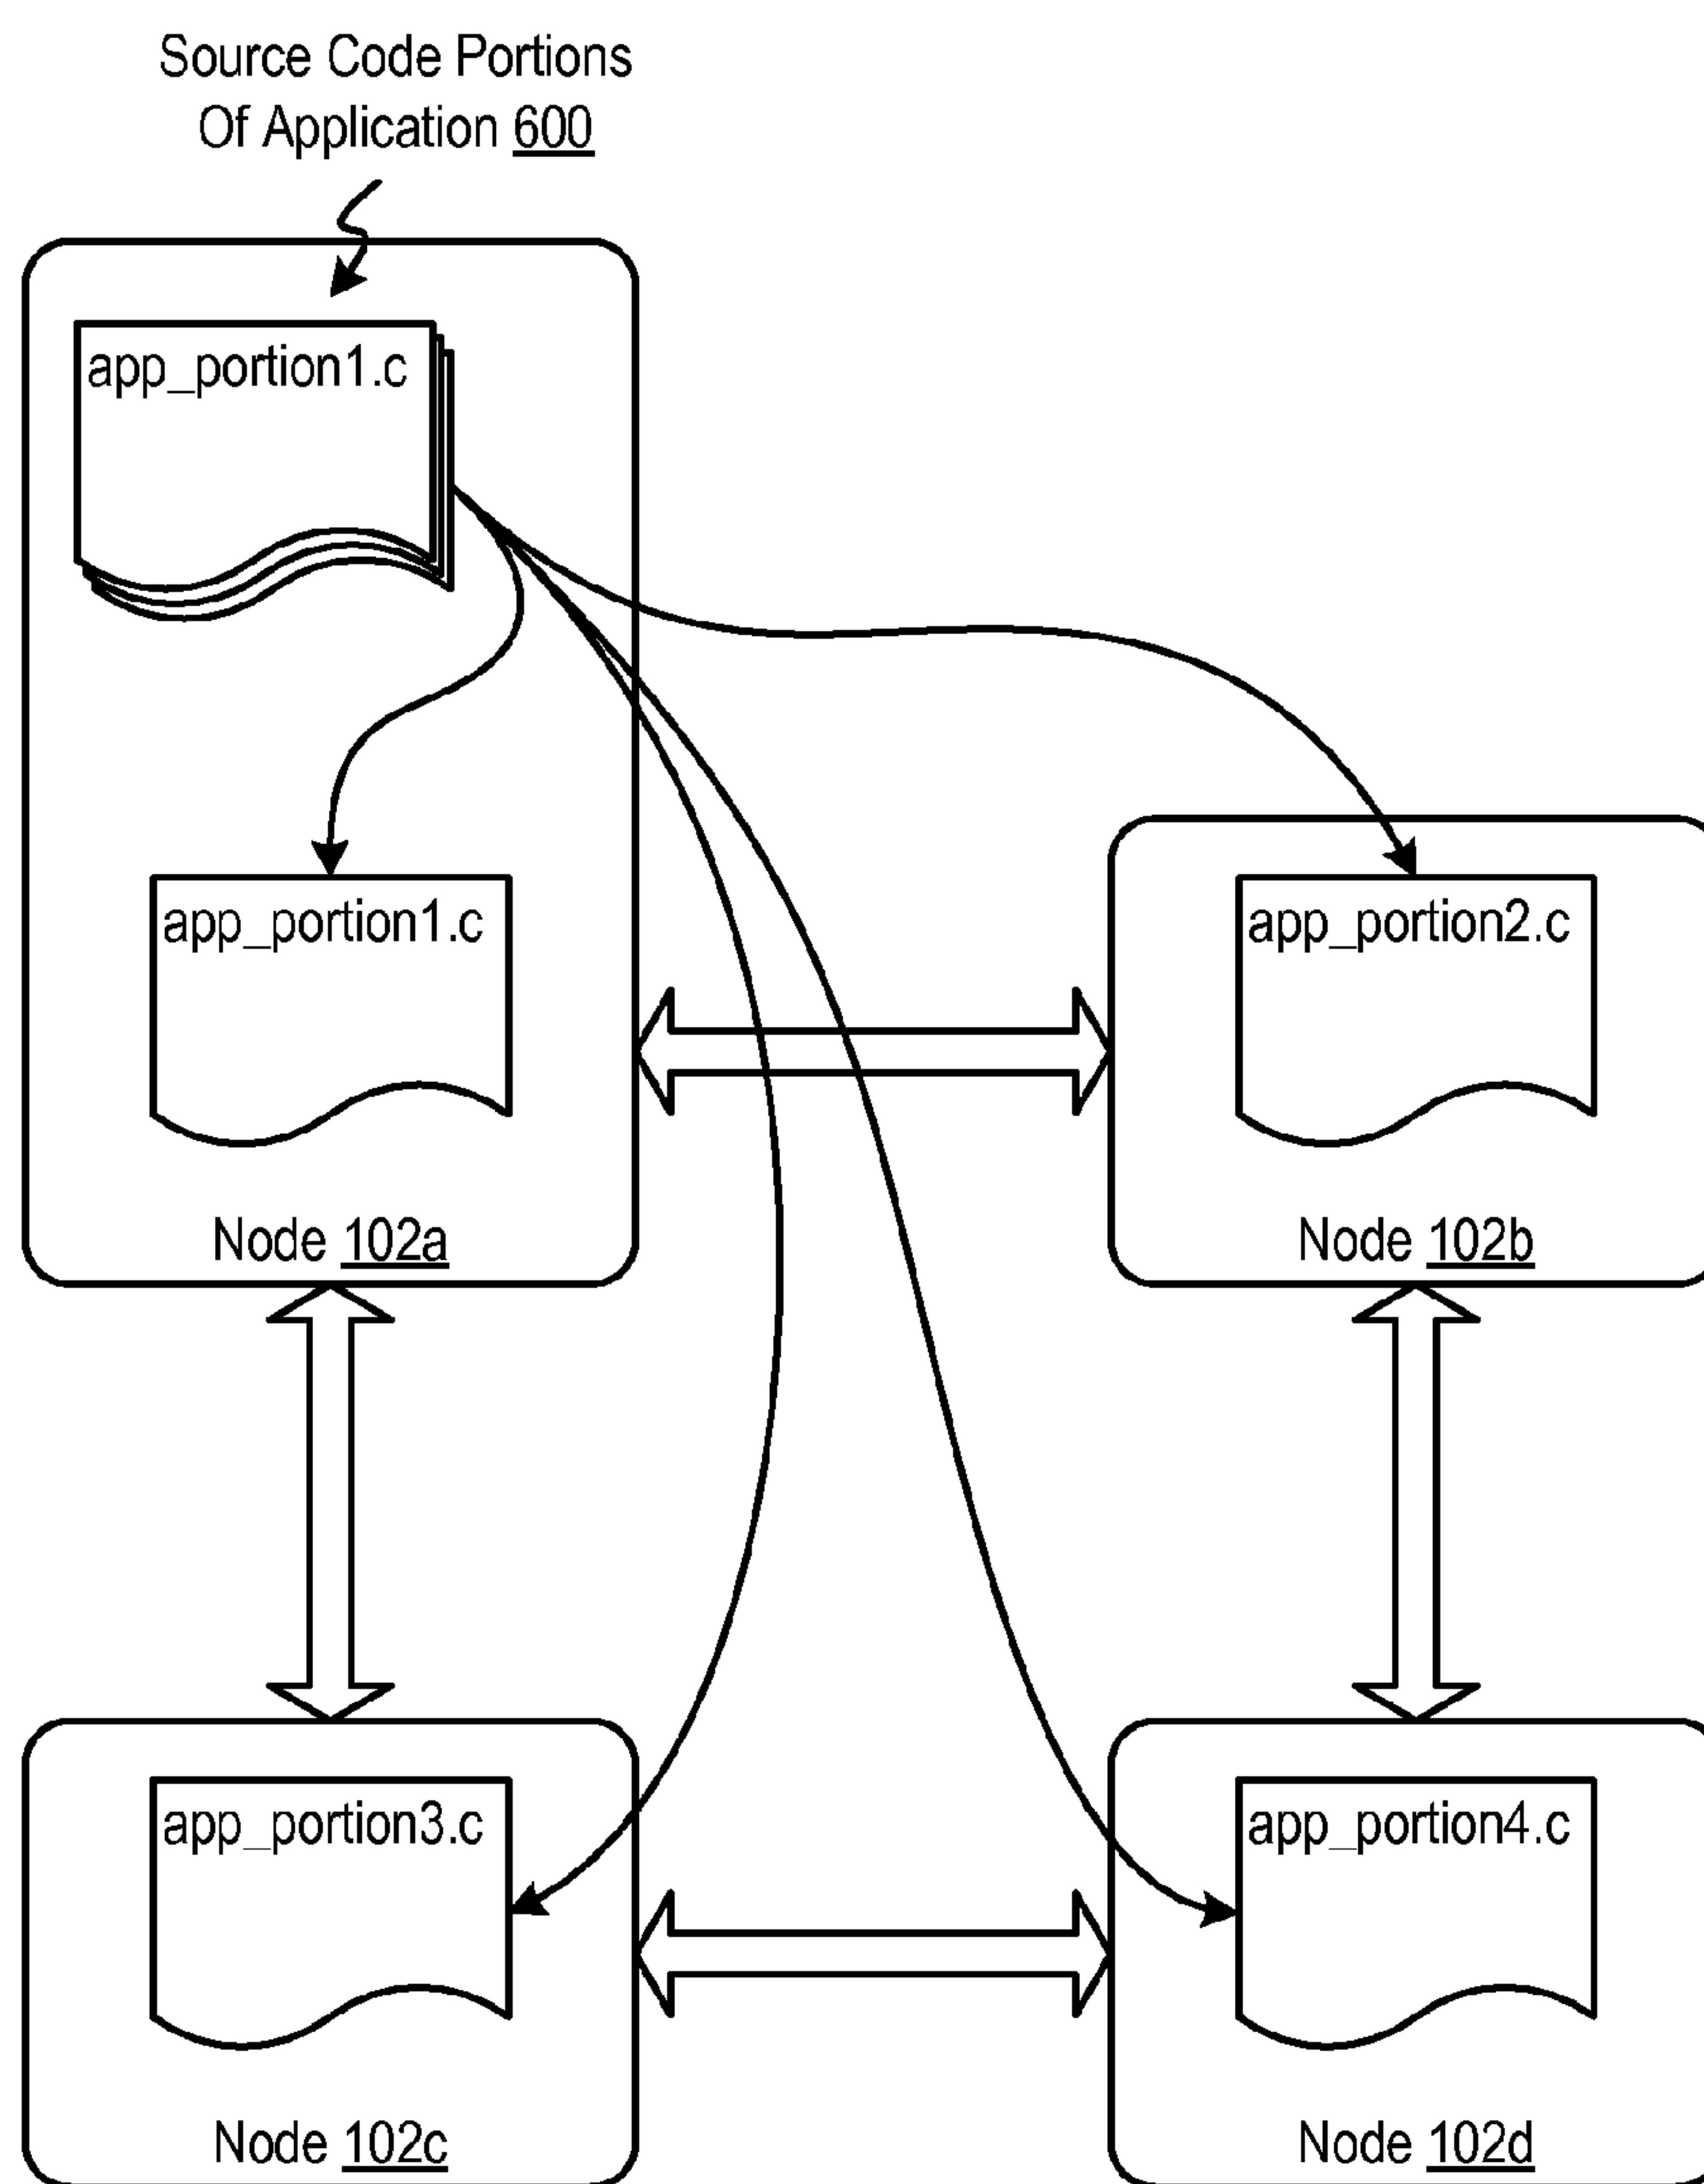 Source Code Portions
Of Application 600
app_portion1.c
app_portion1.c
app_portion2.c
Node 102a
Node 102b
app_portion3.c
app_portion4.c
Node 102c
Node 102d